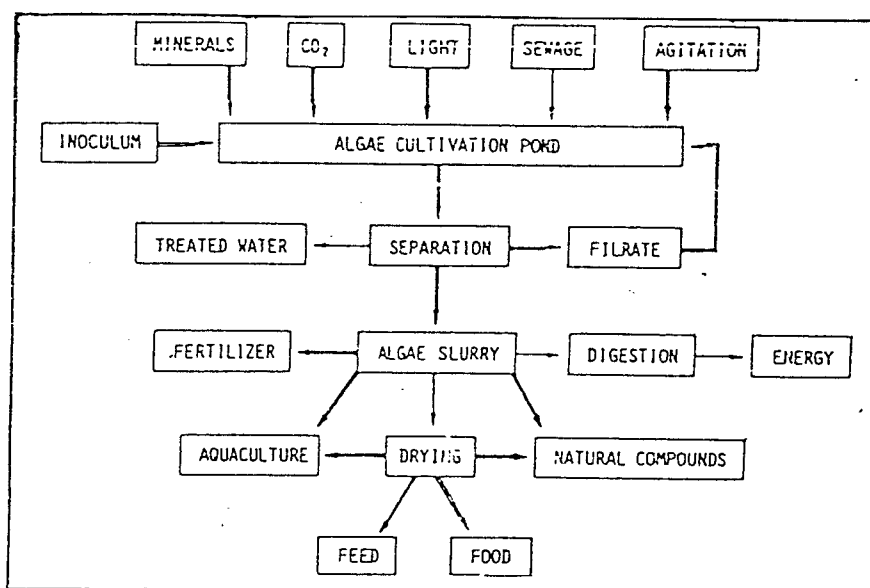 MINERALS CO₂ LIGHT SEWAGE AGITATION
INOCULUM ALGAE CULTIVATION POND
TREATED WATER SEPARATION FILRATE
FERTILIZER ALGAE SLURRY DIGESTION ENERGY
AQUACULTURE DRYING NATURAL COMPOUNDS
FEED FOOD